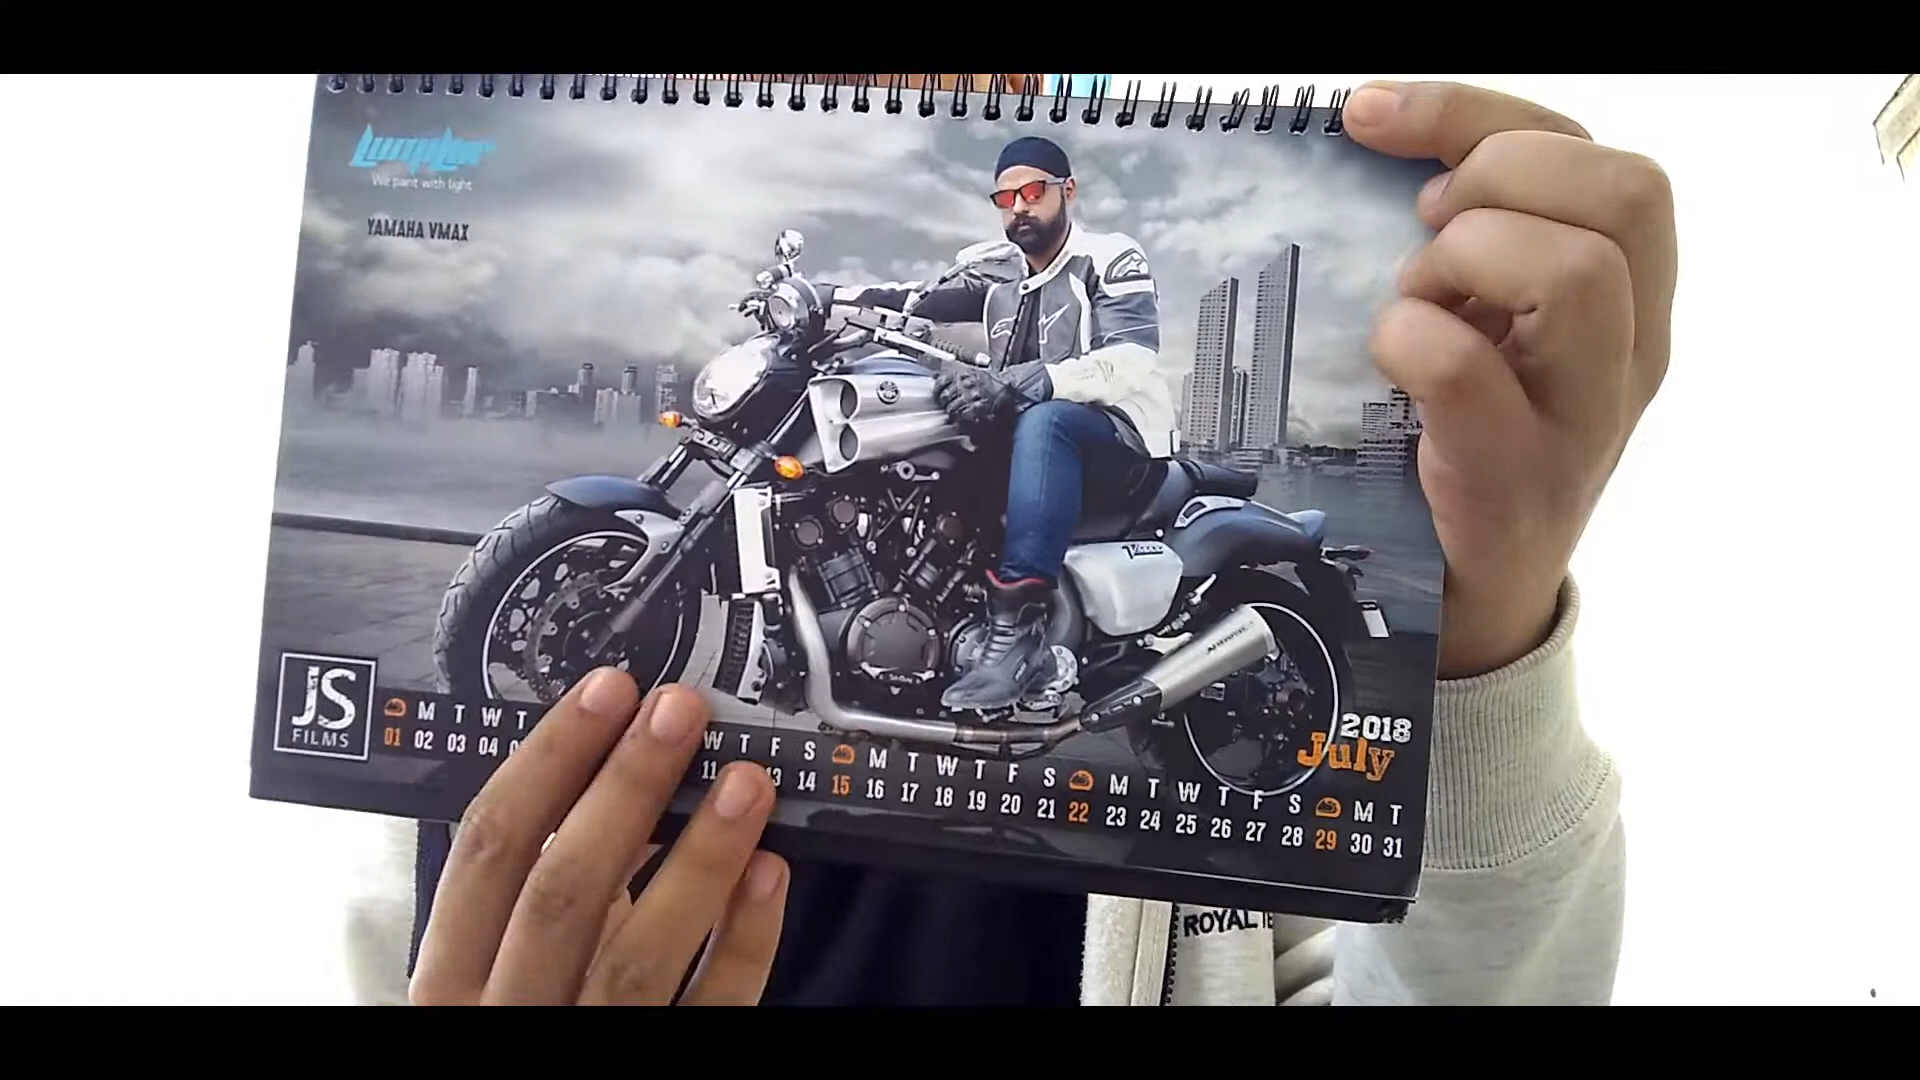 We paint with light
YAMAHA VMAX
JS
FILMS
2018
July
M T W T
01 02 03 04
W T F S M T W T F S M T W T F S M T
11 13 14 15 16 17 18 19 20 21 22 23 24 25 26 27 28 29 30 31
ROYAL